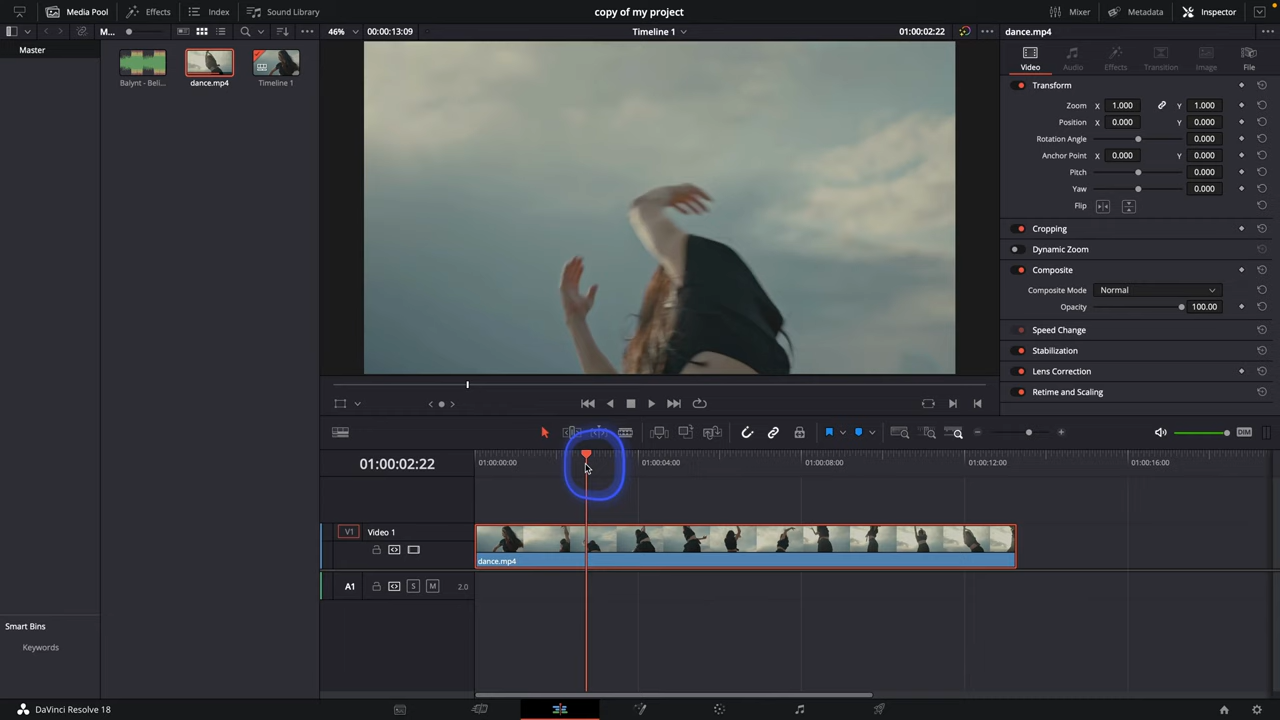 Media Pool Effects Index Sound Library copy of my project Mixer Metadata Inspector
M... 46% 00:00:13:09 Timeline 1 01:00:02:22 dance.mp4
Master
Balynt - Beli... dance.mp4 Timeline 1
Video Audio Effects Transition Image File
Transform
Zoom X 1.000 Y 1.000
Position X 0.000 Y 0.000
Rotation Angle 0.000
Anchor Point X 0.000 Y 0.000
Pitch 0.000
Yaw 0.000
Flip
Cropping
Dynamic Zoom
Composite
Composite Mode Normal
Opacity 100.00
Speed Change
Stabilization
Lens Correction
Retime and Scaling
DIM
01:00:02:22 01:00:00:00 01:00:04:00 01:00:08:00 01:00:12:00 01:00:16:00
V1 Video 1
dance.mp4
A1 S M 2.0
Smart Bins
Keywords
DaVinci Resolve 18